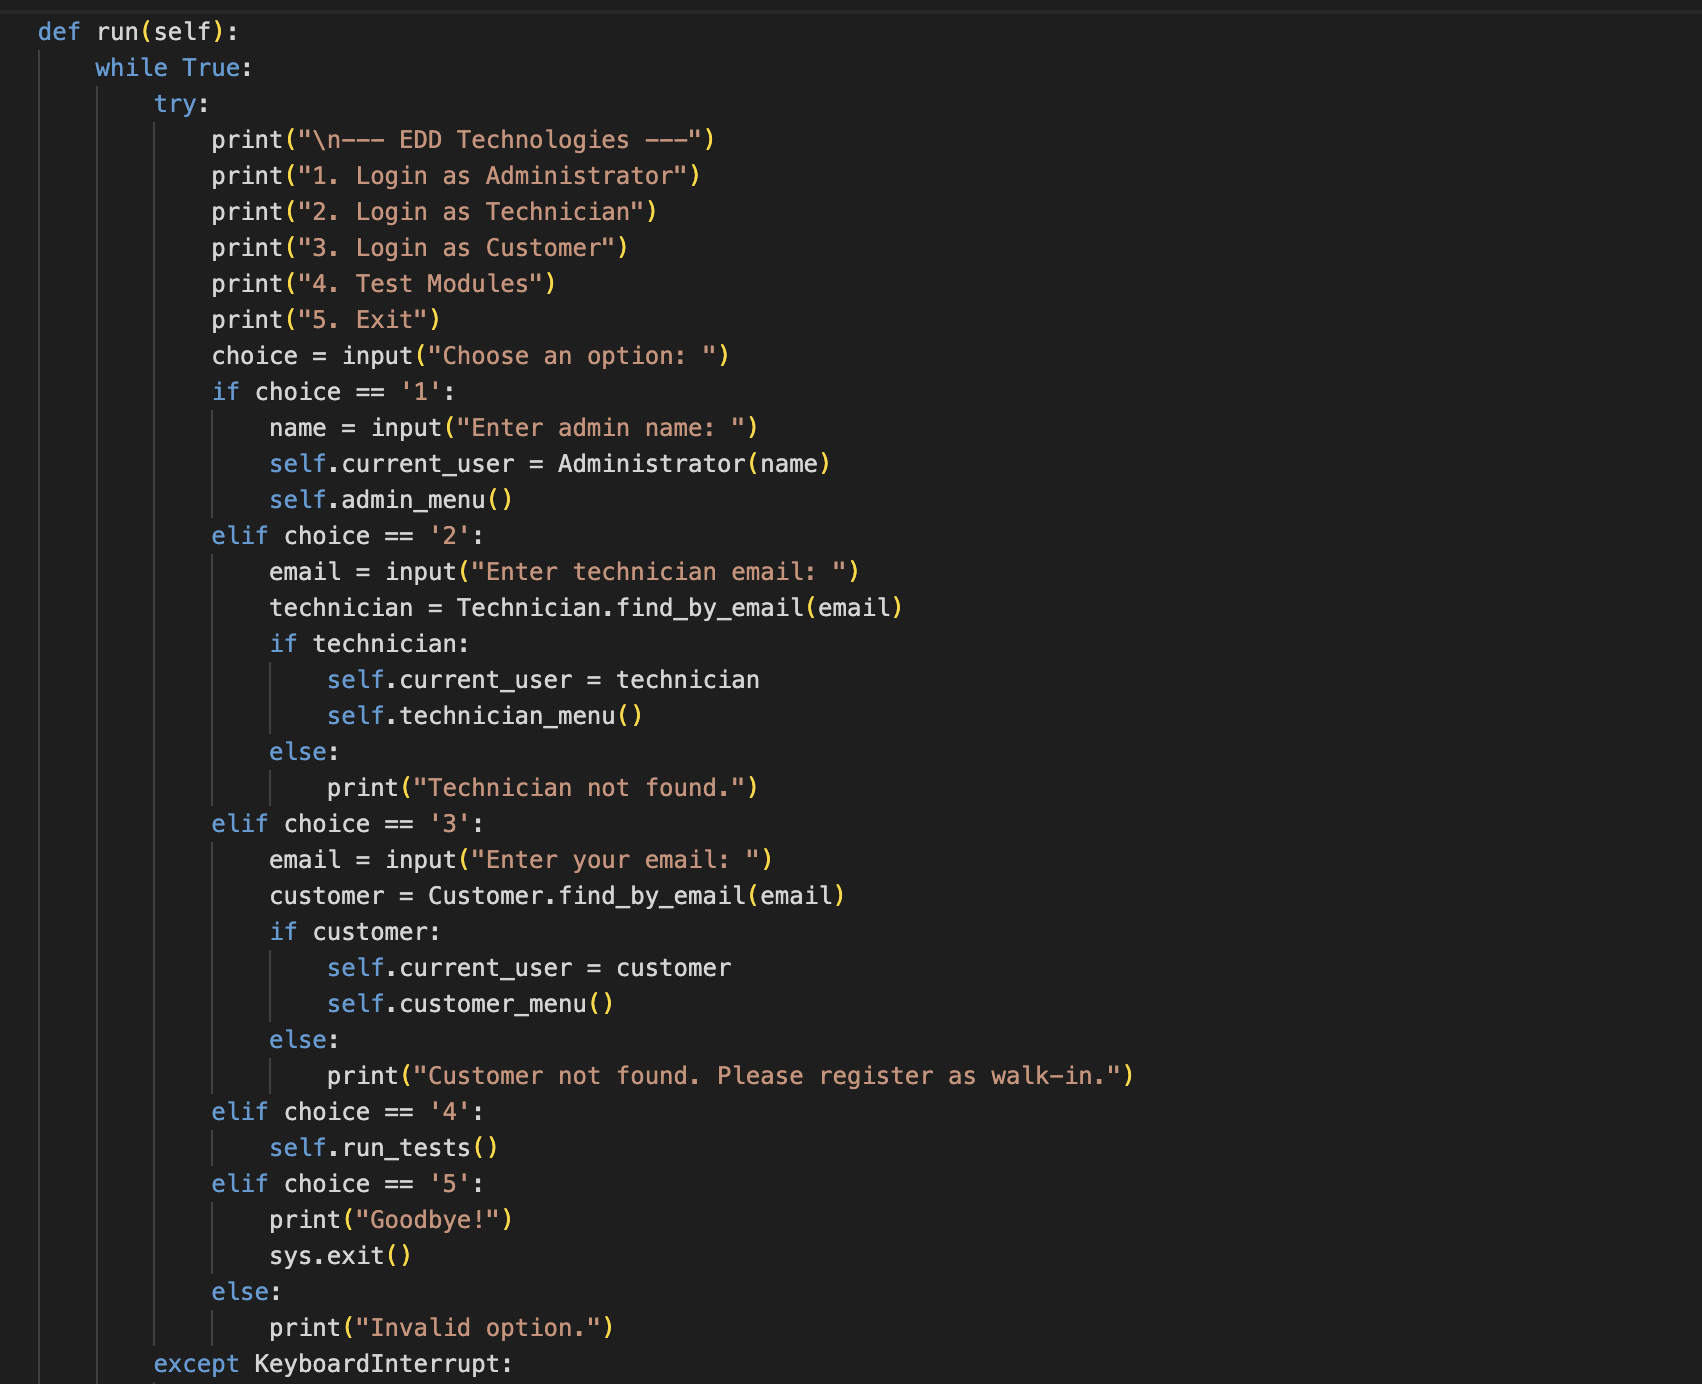 def run(self):
    while True:
        try:
            print("\n--- EDD Technologies ---")
            print("1. Login as Administrator")
            print("2. Login as Technician")
            print("3. Login as Customer")
            print("4. Test Modules")
            print("5. Exit")
            choice = input("Choose an option: ")
            if choice == '1':
                name = input("Enter admin name: ")
                self.current_user = Administrator(name)
                self.admin_menu()
            elif choice == '2':
                email = input("Enter technician email: ")
                technician = Technician.find_by_email(email)
                if technician:
                    self.current_user = technician
                    self.technician_menu()
                else:
                    print("Technician not found.")
            elif choice == '3':
                email = input("Enter your email: ")
                customer = Customer.find_by_email(email)
                if customer:
                    self.current_user = customer
                    self.customer_menu()
                else:
                    print("Customer not found. Please register as walk-in.")
            elif choice == '4':
                self.run_tests()
            elif choice == '5':
                print("Goodbye!")
                sys.exit()
            else:
                print("Invalid option.")
        except KeyboardInterrupt: